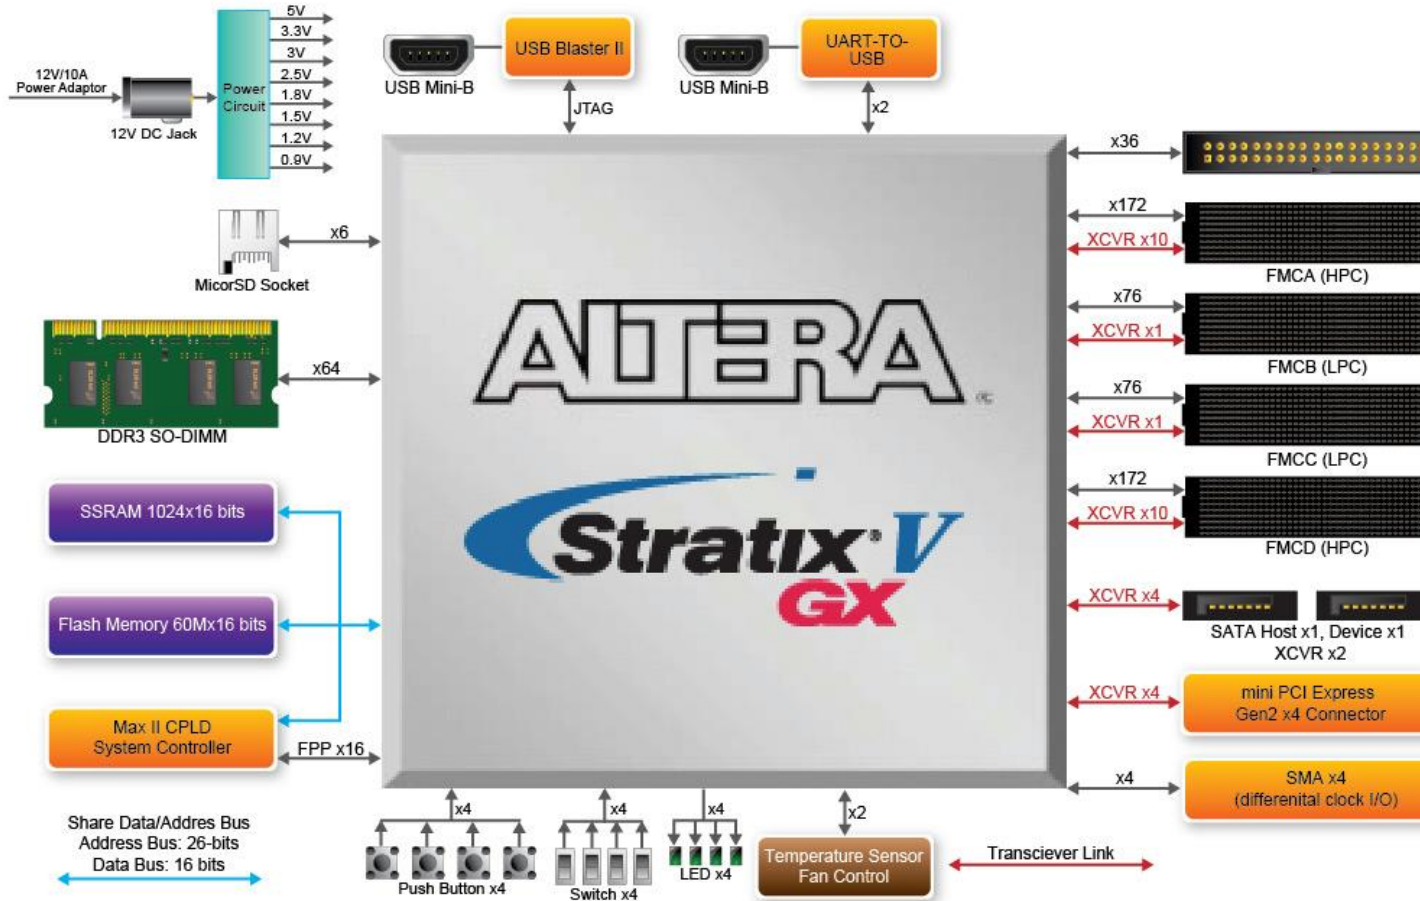 5V
3.3V
3V
2.5V
1.8V
1.5V
1.2V
0.9V
12V/10A
Power Adaptor
12V DC Jack
Power
Circuit
USB Mini-B
USB Blaster II
JTAG
USB Mini-B
UART-TO-
USB
x2
x6
MicorSD Socket
x64
DDR3 SO-DIMM
SSRAM 1024x16 bits
Flash Memory 60Mx16 bits
Max II CPLD
System Controller
FPP x16
Share Data/Addres Bus
Address Bus: 26-bits
Data Bus: 16 bits
ALTERA
Stratix® V
GX
x36
x172
XCVR x10
FMCA (HPC)
x76
XCVR x1
FMCB (LPC)
x76
XCVR x1
FMCC (LPC)
x172
XCVR x10
FMCD (HPC)
XCVR x4
SATA Host x1, Device x1
XCVR x2
XCVR x4
mini PCI Express
Gen2 x4 Connector
x4
SMA x4
(differenital clock I/O)
x4
Push Button x4
x4
Switch x4
x4
LED x4
x2
Temperature Sensor
Fan Control
Transciever Link